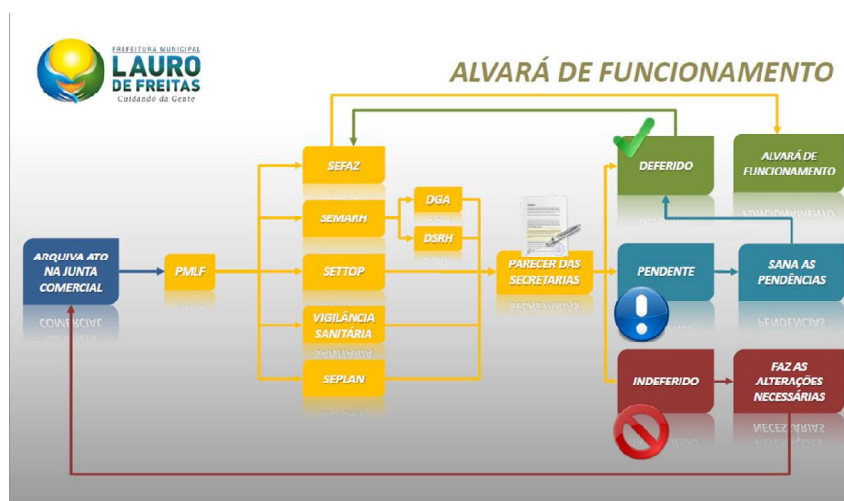 PREFEITURA MUNICIPAL
LAURO
DE FREITAS
Cuidando da Gente
ALVARÁ DE FUNCIONAMENTO
ARQUIVA ATO
NA JUNTA
COMERCIAL
PMLF
SEFAZ
SEMARH
DGA
DSRH
SETTOP
VIGILÂNCIA
SANITÁRIA
SEPLAN
PARECER DAS
SECRETARIAS
DEFERIDO
ALVARÁ DE
FUNCIONAMENTO
PENDENTE
SANA AS
PENDÊNCIAS
INDEFERIDO
FAZ AS
ALTERAÇÕES
NECESSÁRIAS